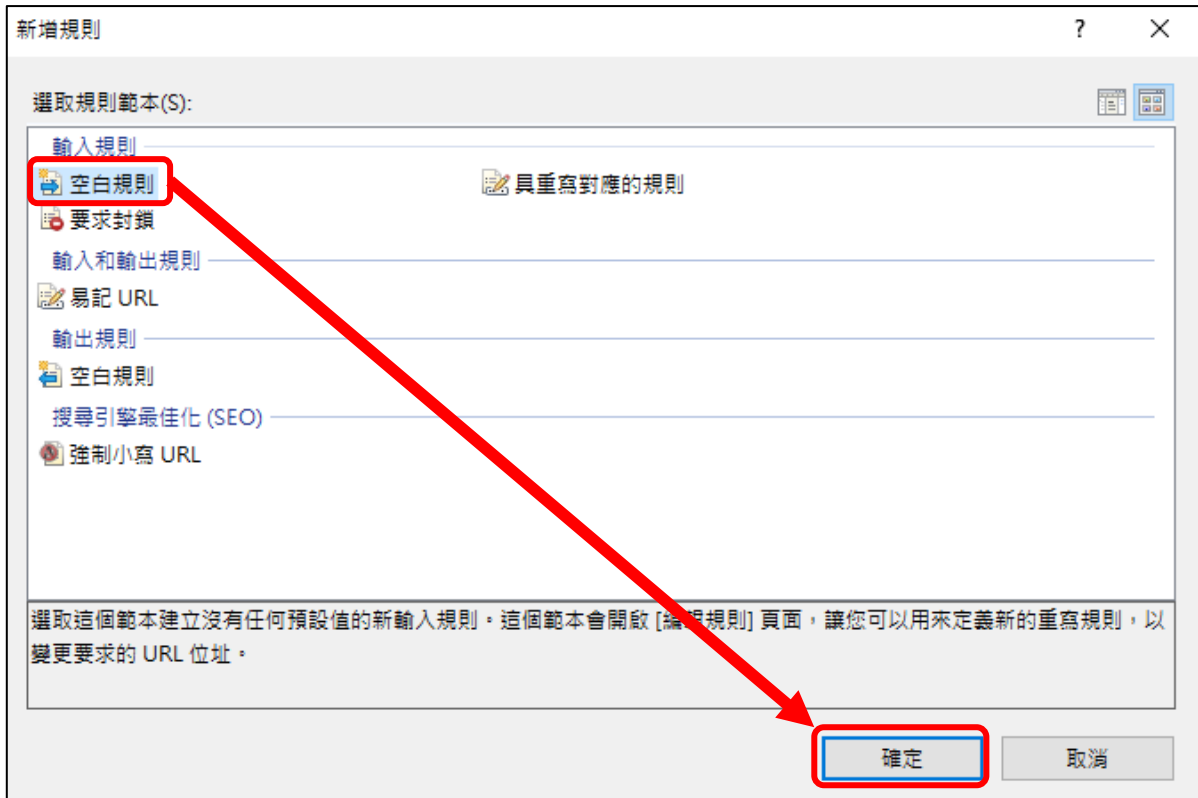 新增規則
?
選取規則範本(S):
輸入規則
空白規則
具重寫對應的規則
要求封鎖
輸入和輸出規則
易記 URL
輸出規則
空白規則
搜尋引擎最佳化 (SEO)
強制小寫 URL
選取這個範本建立沒有任何預設值的新輸入規則。這個範本會開啟 [編輯規則] 頁面，讓您可以用來定義新的重寫規則，以
變更要求的 URL 位址。
確定
取消